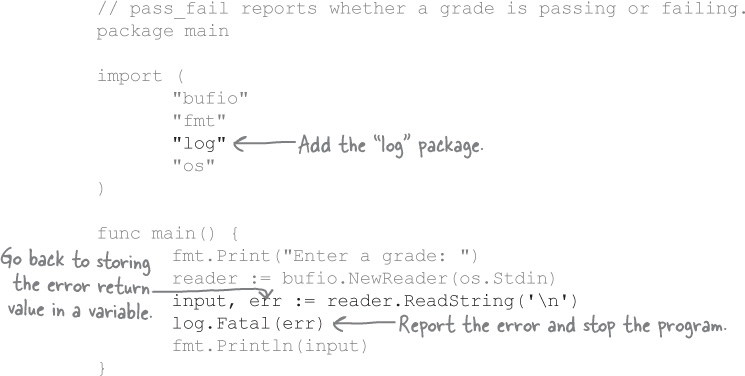 // pass_fail reports whether a grade is passing or failing.
package main
import (
"bufio"
"fmt"
"log"
Add the “log” package.
"os"
)
func main() {
Go back to storing
the error return
value in a variable.
fmt.Print("Enter a grade: ")
reader := bufio.NewReader(os.Stdin)
input, err := reader.ReadString('\n')
log.Fatal(err)
Report the error and stop the program.
fmt.Println(input)
}